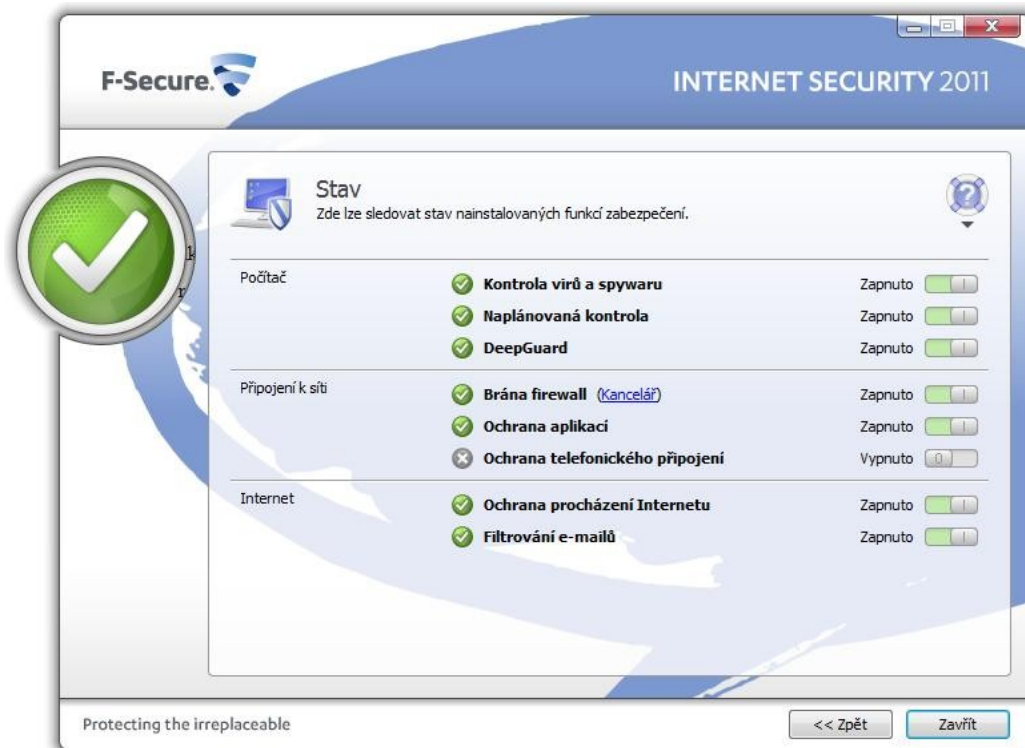 F-Secure.
INTERNET SECURITY 2011
Stav
Zde lze sledovat stav nainstalovaných funkcí zabezpečení.
Počítač
Kontrola virů a spywaru Zapnuto
Naplánovaná kontrola Zapnuto
DeepGuard Zapnuto
Připojení k síti
Brána firewall (Kancelář) Zapnuto
Ochrana aplikací Zapnuto
Ochrana telefonického připojení Vypnuto 0
Internet
Ochrana procházení Internetu Zapnuto
Filtrování e-mailů Zapnuto
Protecting the irreplaceable
<< Zpět
Zavřít